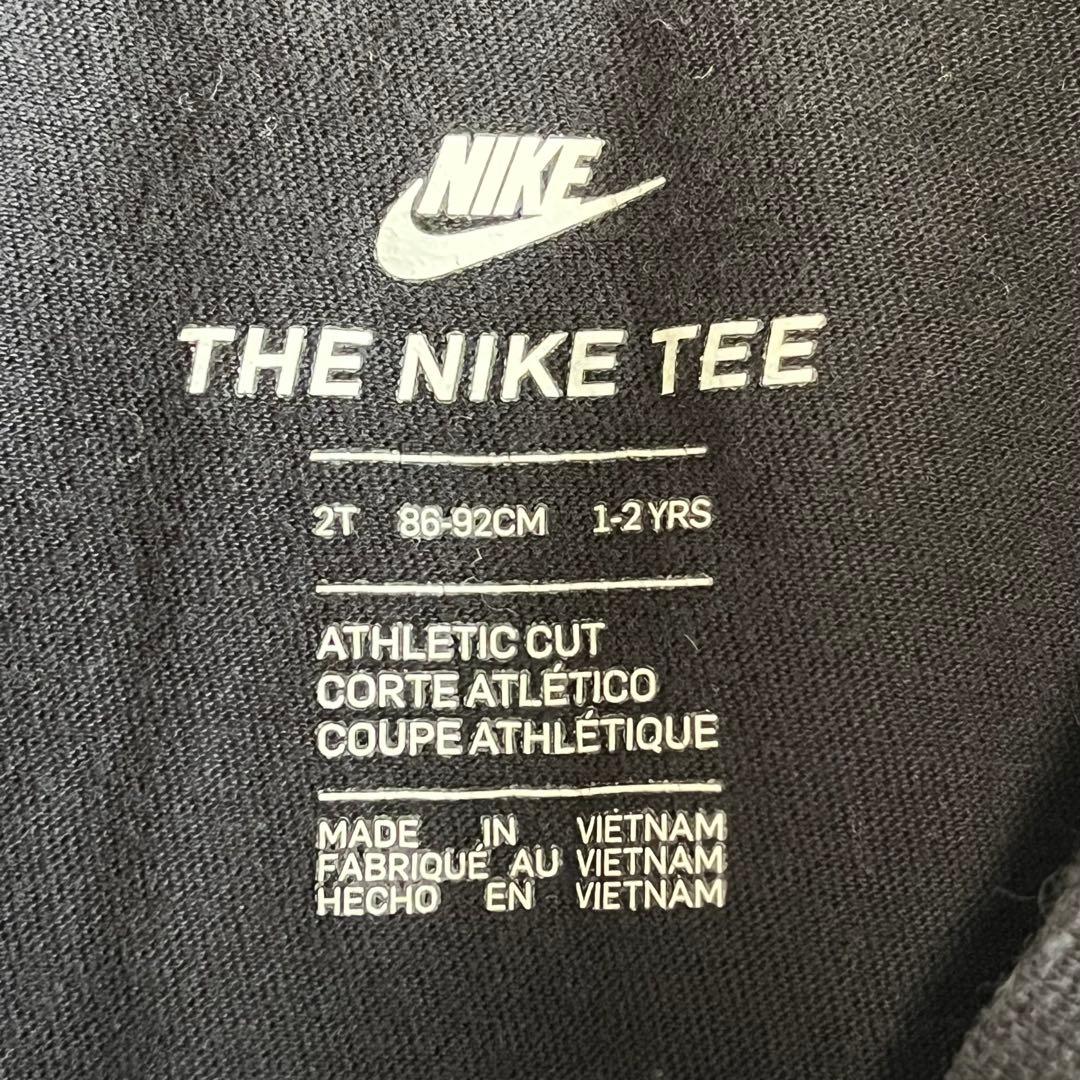 NIKE
THE NIKE TEE
2T 86-92CM 1-2 YRS
ATHLETIC CUT
CORTE ATLÉTICO
COUPE ATHLÉTIQUE
MADE IN VIETNAM
FABRIQUÉ AU VIETNAM
HECHO EN VIETNAM